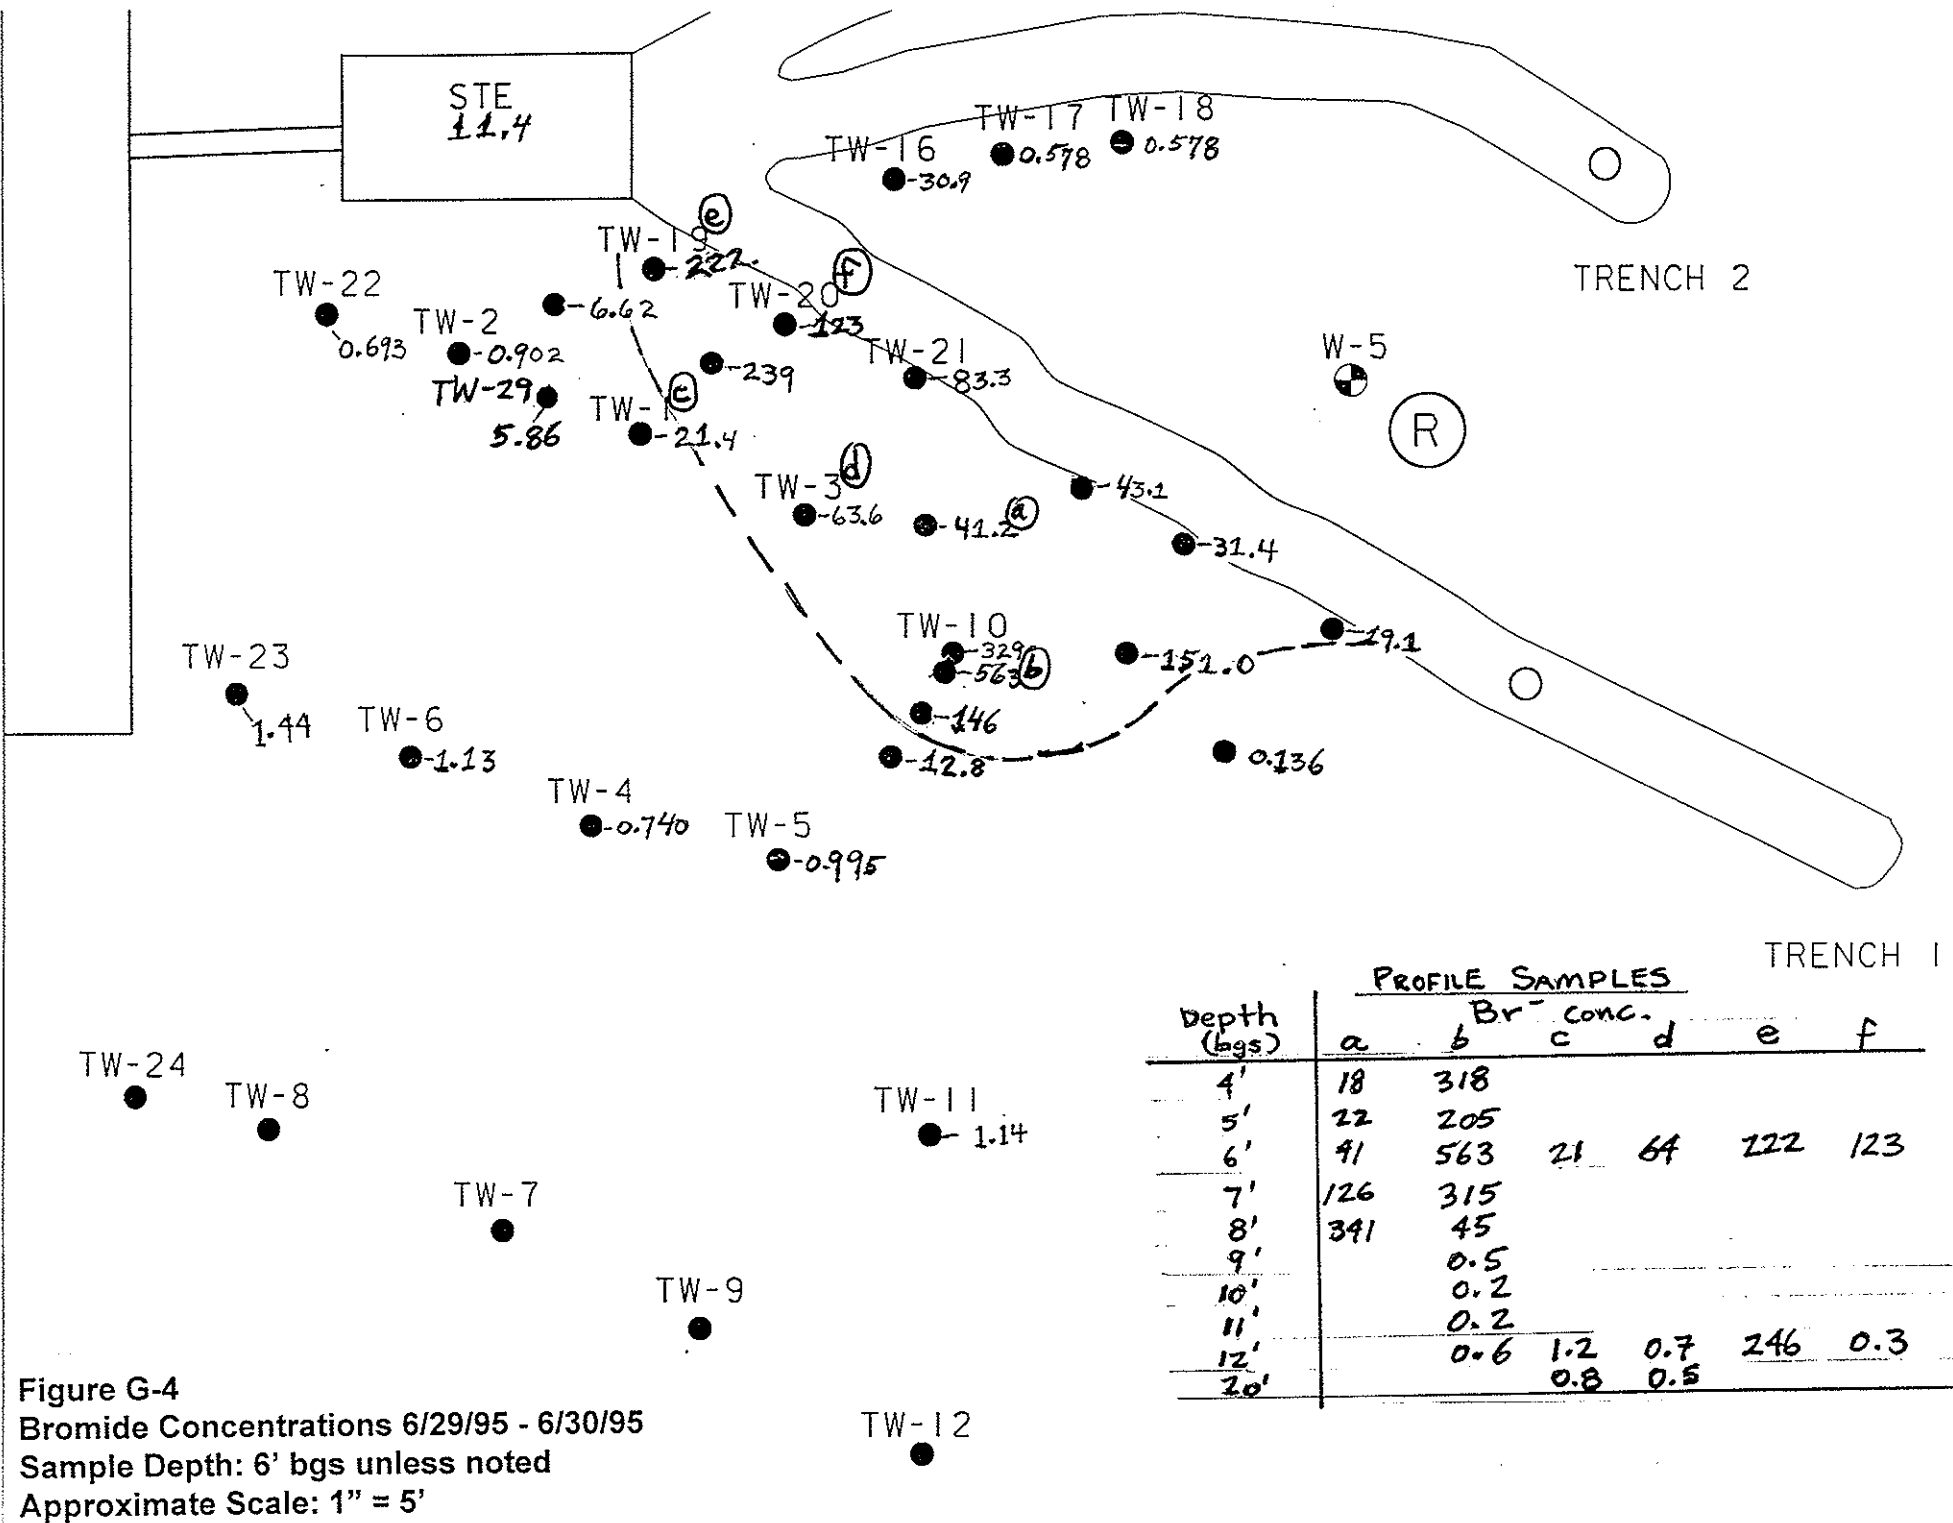 STE
11.4
TW-16
-30.9
TW-17
0.578
TW-18
0.578
TRENCH 2
TW-19 e
-222.
TW-20 f
-123
TW-21
-83.3
TW-22
0.693
TW-2
-0.902
-6.62
TW-29
5.86
TW-1 c
-21.4
-239
W-5
R
TW-3 d
-63.6
-41.2 a
-43.1
-31.4
-19.1
TW-10
-329
-563 b
-151.0
-146
-12.8
0.136
TW-23
1.44
TW-6
-1.13
TW-4
-0.740
TW-5
-0.995
TRENCH 1
TW-24
TW-8
TW-11
- 1.14
TW-7
TW-9
TW-12
PROFILE SAMPLES
Depth Br⁻ conc.
(bgs) a b c d e f
4' 18 318
5' 22 205
6' 41 563 21 64 222 123
7' 126 315
8' 341 45
9' 0.5
10' 0.2
11' 0.2
12' 0.6 1.2 0.7 246 0.3
20' 0.8 0.5
Figure G-4
Bromide Concentrations 6/29/95 - 6/30/95
Sample Depth: 6' bgs unless noted
Approximate Scale: 1” = 5’